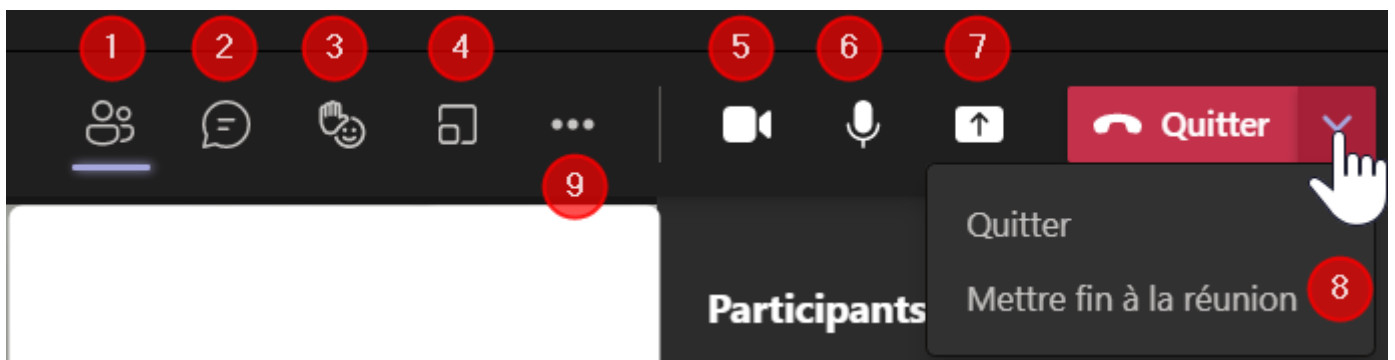 1 2 3 4 5 6 7
Quitter
9
Quitter
Participants
Mettre fin à la réunion 8